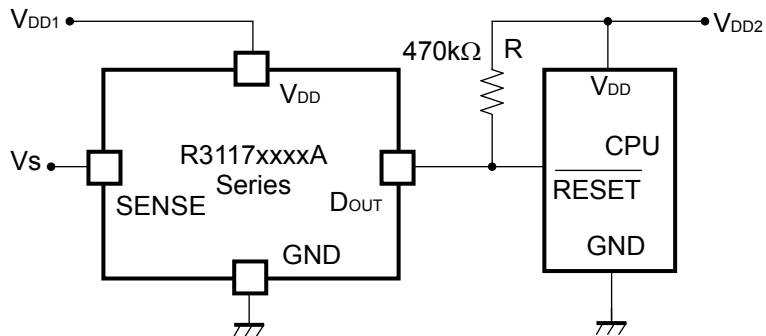 VDD1
VDD2
470kΩ R
VDD
VDD
R3117xxxxA
Series
CPU
Vs
SENSE
DOUT
RESET
GND
GND